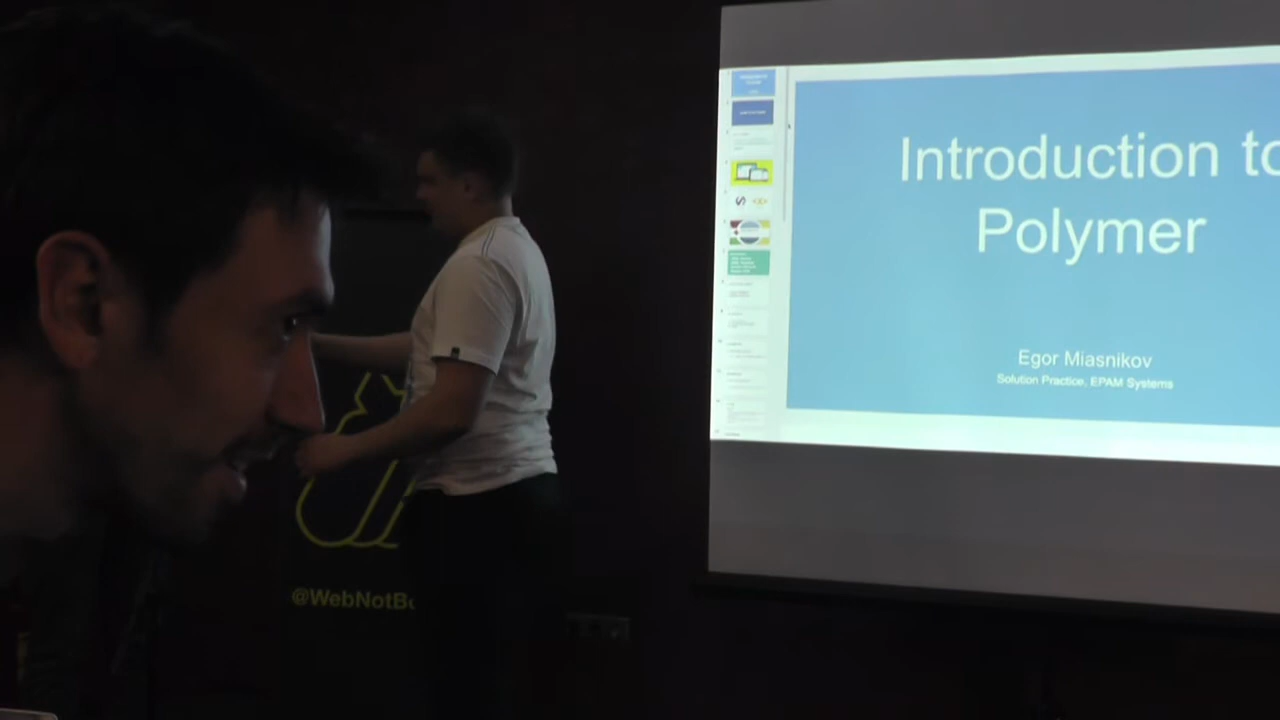 Introduction to
Polymer
Egor Miasnikov
Solution Practice, EPAM Systems
@WebNotBo